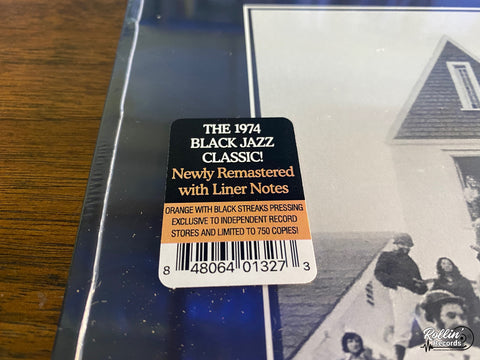 THE 1974
BLACK JAZZ
CLASSIC!
Newly Remastered
with Liner Notes
ORANGE WITH BLACK STREAKS PRESSING
EXCLUSIVE TO INDEPENDENT RECORD
STORES AND LIMITED TO 750 COPIES!
8 48064 01327 3
Rollin'
Records